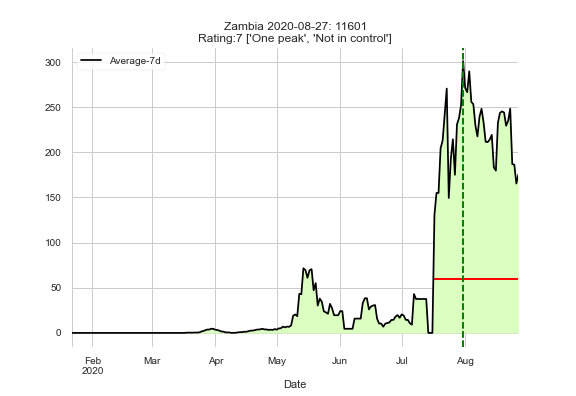 Zambia 2020-08-27: 11601
Rating:7 ['One peak', 'Not in control']
Average-7d
300
250
200
150
100
50
0
Feb Mar Apr May Jun Jul Aug
2020
Date